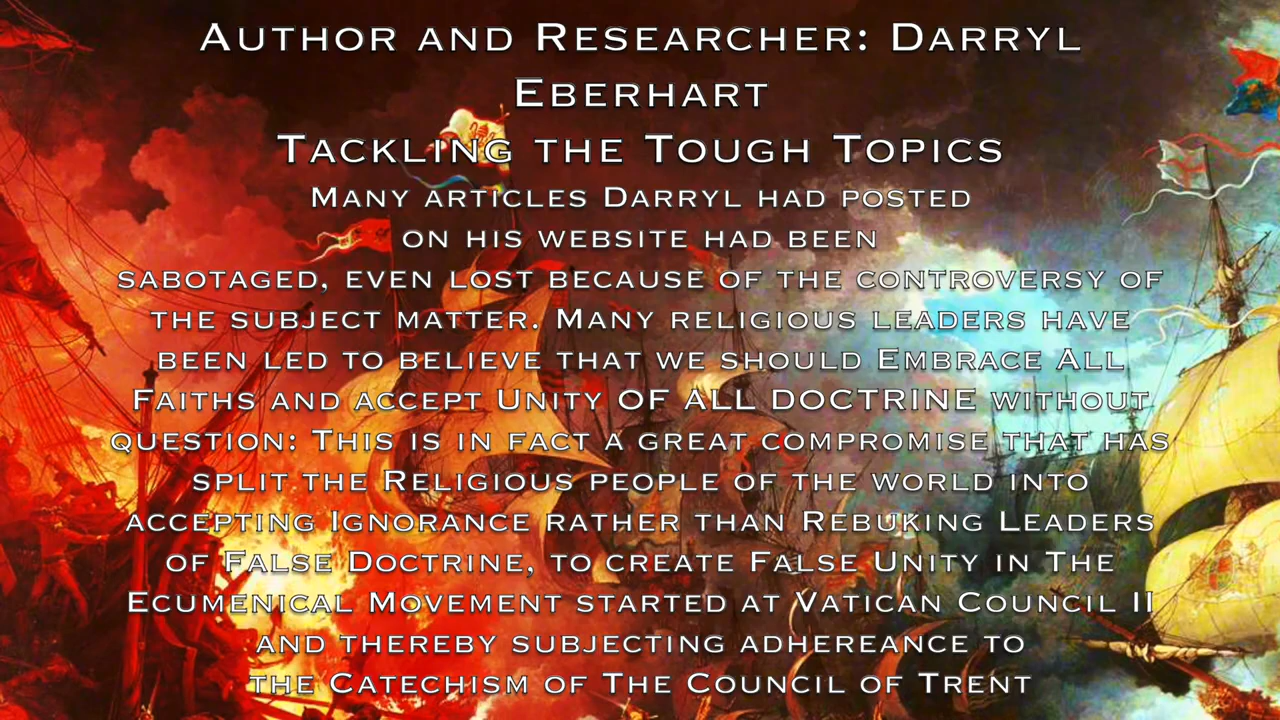 Author and Researcher: Darryl
Eberhart
Tackling the Tough Topics
Many articles Darryl had posted
on his website had been
sabotaged, even lost because of the controversy of
the subject matter. Many religious leaders have
been led to believe that we should Embrace All
Faiths and accept Unity OF ALL DOCTRINE without
question: This is in fact a great compromise that has
split the Religious people of the world into
accepting Ignorance rather than Rebuking Leaders
of False Doctrine, to create False Unity in The
Ecumenical Movement started at Vatican Council II
and thereby subjecting adhereance to
the Catechism of The Council of Trent